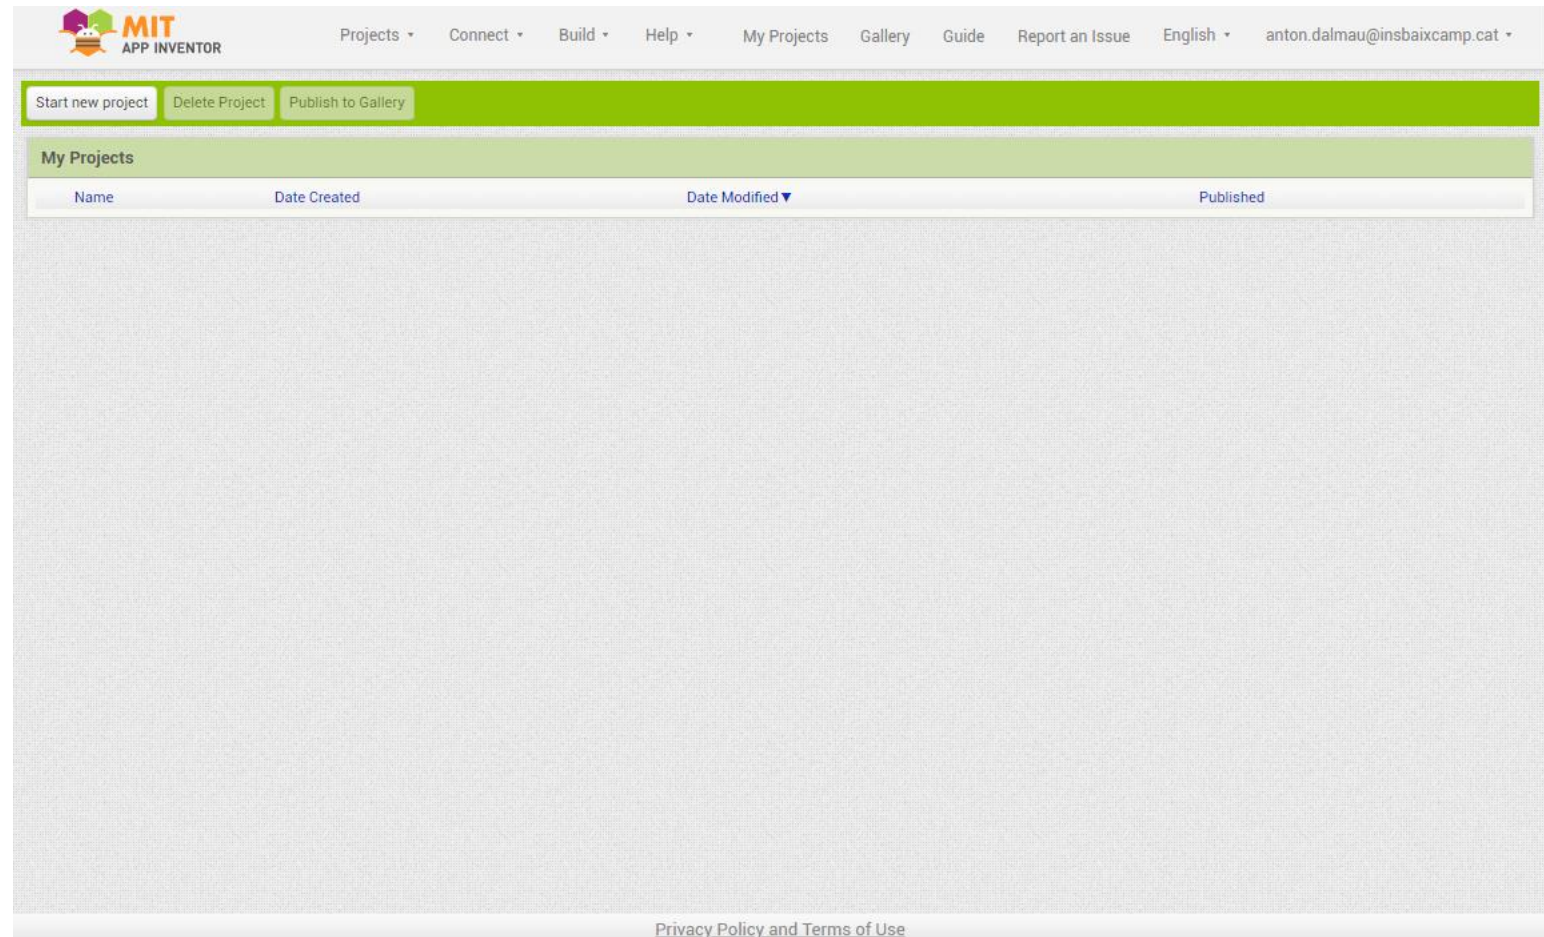 MIT
APP INVENTOR
Projects Connect Build Help My Projects Gallery Guide Report an Issue English anton.dalmau@insbaixcamp.cat
Start new project Delete Project Publish to Gallery
My Projects
Name Date Created Date Modified▼ Published
Privacy Policy and Terms of Use